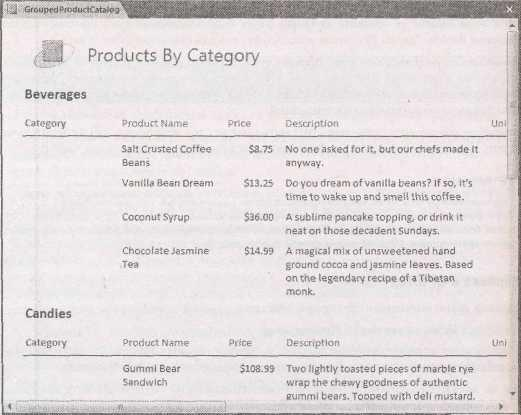 GroupedProductCatalog
Products By Category
Beverages
Category Product Name Price Description Uni
Salt Crusted Coffee $8.75 No one asked for it, but our chefs made it
Beans anyway.
Vanilla Bean Dream $13.25 Do you dream of vanilla beans? If so, it's
time to wake up and smell this coffee.
Coconut Syrup $36.00 A sublime pancake topping, or drink it
neat on those decadent Sundays.
Chocolate Jasmine $14.99 A magical mix of unsweetened hand
Tea ground cocoa and jasmine leaves. Based
on the legendary recipe of a Tibetan
monk.
Candies
Category Product Name Price Description Uni
Gummi Bear $108.99 Two lightly toasted pieces of marble rye
Sandwich wrap the chewy goodness of authentic
gummi bears. Topped with deli mustard.